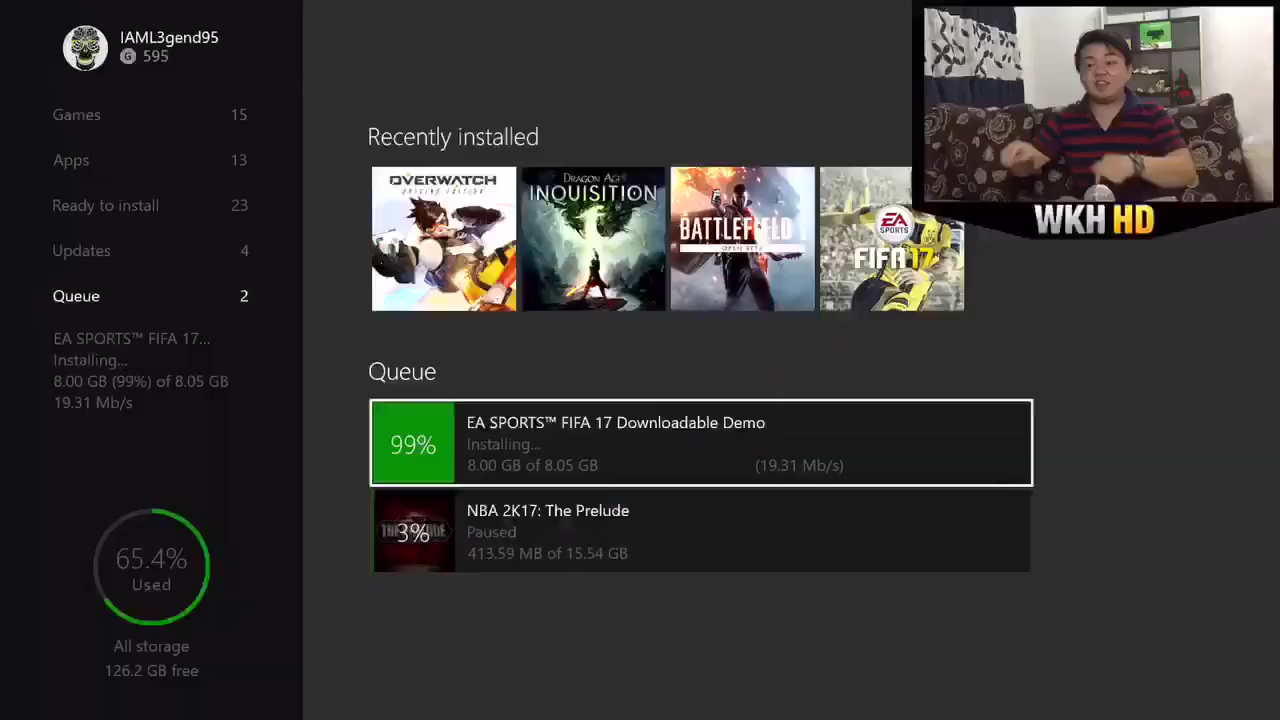 IAML3gend95
G 595
Games 15
Apps 13
Ready to install 23
Updates 4
Queue 2
EA SPORTS™ FIFA 17...
Installing...
8.00 GB (99%) of 8.05 GB
19.31 Mb/s
65.4%
Used
All storage
126.2 GB free
WKH HD
Recently installed
OVERWATCH
ORIGINS EDITION
DRAGON AGE
INQUISITION
BATTLEFIELD
OPEN BETA
EA
SPORTS
FIFA 17
Queue
99%
EA SPORTS™ FIFA 17 Downloadable Demo
Installing...
8.00 GB of 8.05 GB (19.31 Mb/s)
3%
NBA 2K17: The Prelude
Paused
413.59 MB of 15.54 GB